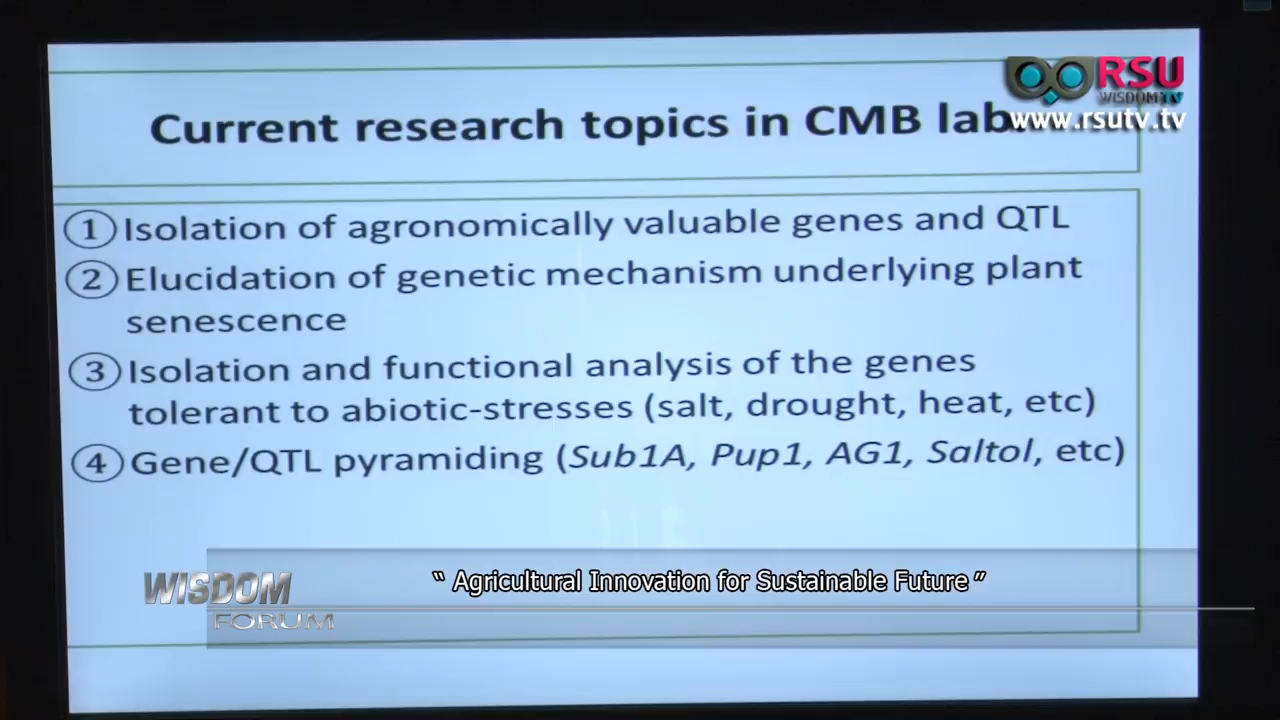 RSU
WISDOM TV
www.rsutv.tv
Current research topics in CMB lab.
① Isolation of agronomically valuable genes and QTL
② Elucidation of genetic mechanism underlying plant
senescence
③ Isolation and functional analysis of the genes
tolerant to abiotic-stresses (salt, drought, heat, etc)
④ Gene/QTL pyramiding (Sub1A, Pup1, AG1, Saltol, etc)
WISDOM
FORUM
“ Agricultural Innovation for Sustainable Future ”